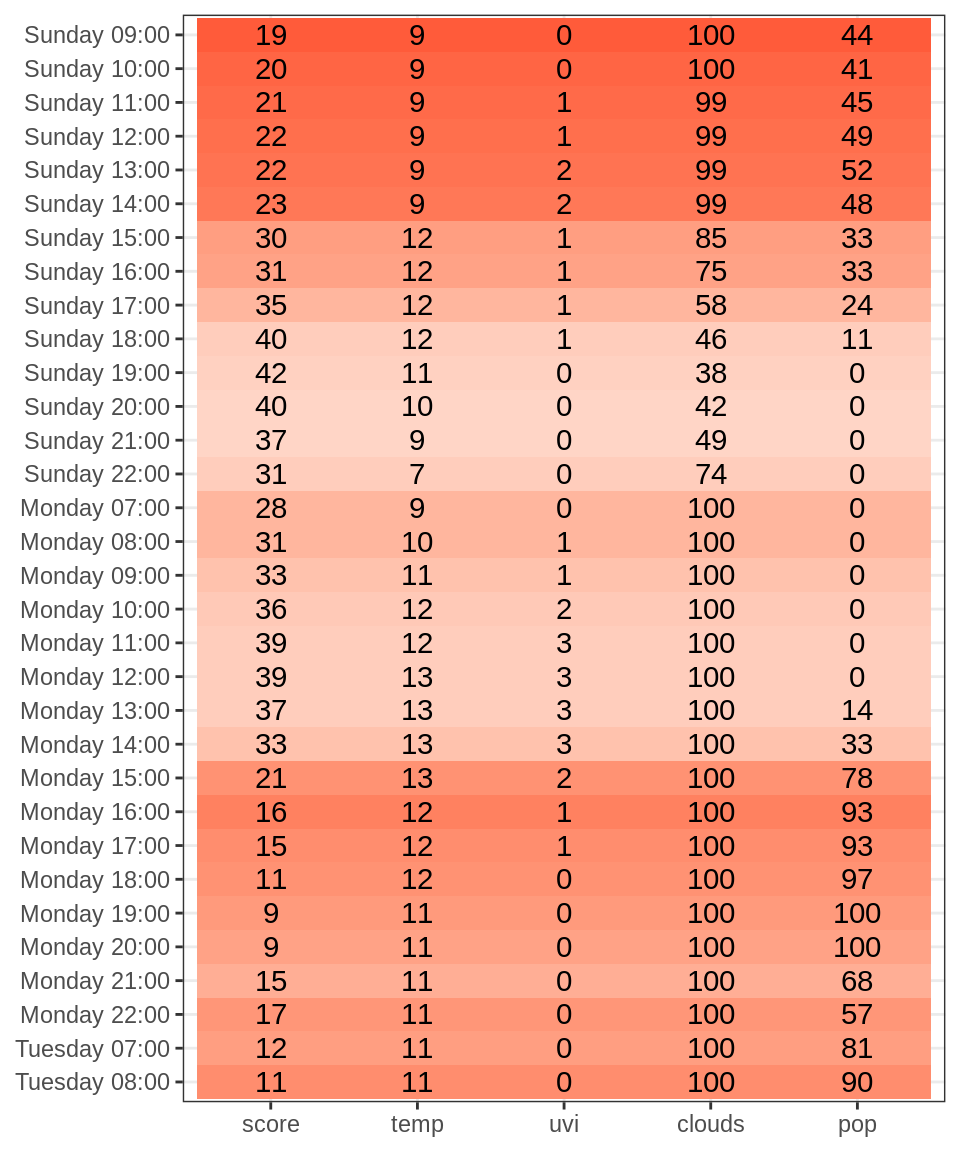 Sunday 09:00 19 9 0 100 44
Sunday 10:00 20 9 0 100 41
Sunday 11:00 21 9 1 99 45
Sunday 12:00 22 9 1 99 49
Sunday 13:00 22 9 2 99 52
Sunday 14:00 23 9 2 99 48
Sunday 15:00 30 12 1 85 33
Sunday 16:00 31 12 1 75 33
Sunday 17:00 35 12 1 58 24
Sunday 18:00 40 12 1 46 11
Sunday 19:00 42 11 0 38 0
Sunday 20:00 40 10 0 42 0
Sunday 21:00 37 9 0 49 0
Sunday 22:00 31 7 0 74 0
Monday 07:00 28 9 0 100 0
Monday 08:00 31 10 1 100 0
Monday 09:00 33 11 1 100 0
Monday 10:00 36 12 2 100 0
Monday 11:00 39 12 3 100 0
Monday 12:00 39 13 3 100 0
Monday 13:00 37 13 3 100 14
Monday 14:00 33 13 3 100 33
Monday 15:00 21 13 2 100 78
Monday 16:00 16 12 1 100 93
Monday 17:00 15 12 1 100 93
Monday 18:00 11 12 0 100 97
Monday 19:00 9 11 0 100 100
Monday 20:00 9 11 0 100 100
Monday 21:00 15 11 0 100 68
Monday 22:00 17 11 0 100 57
Tuesday 07:00 12 11 0 100 81
Tuesday 08:00 11 11 0 100 90
score temp uvi clouds pop